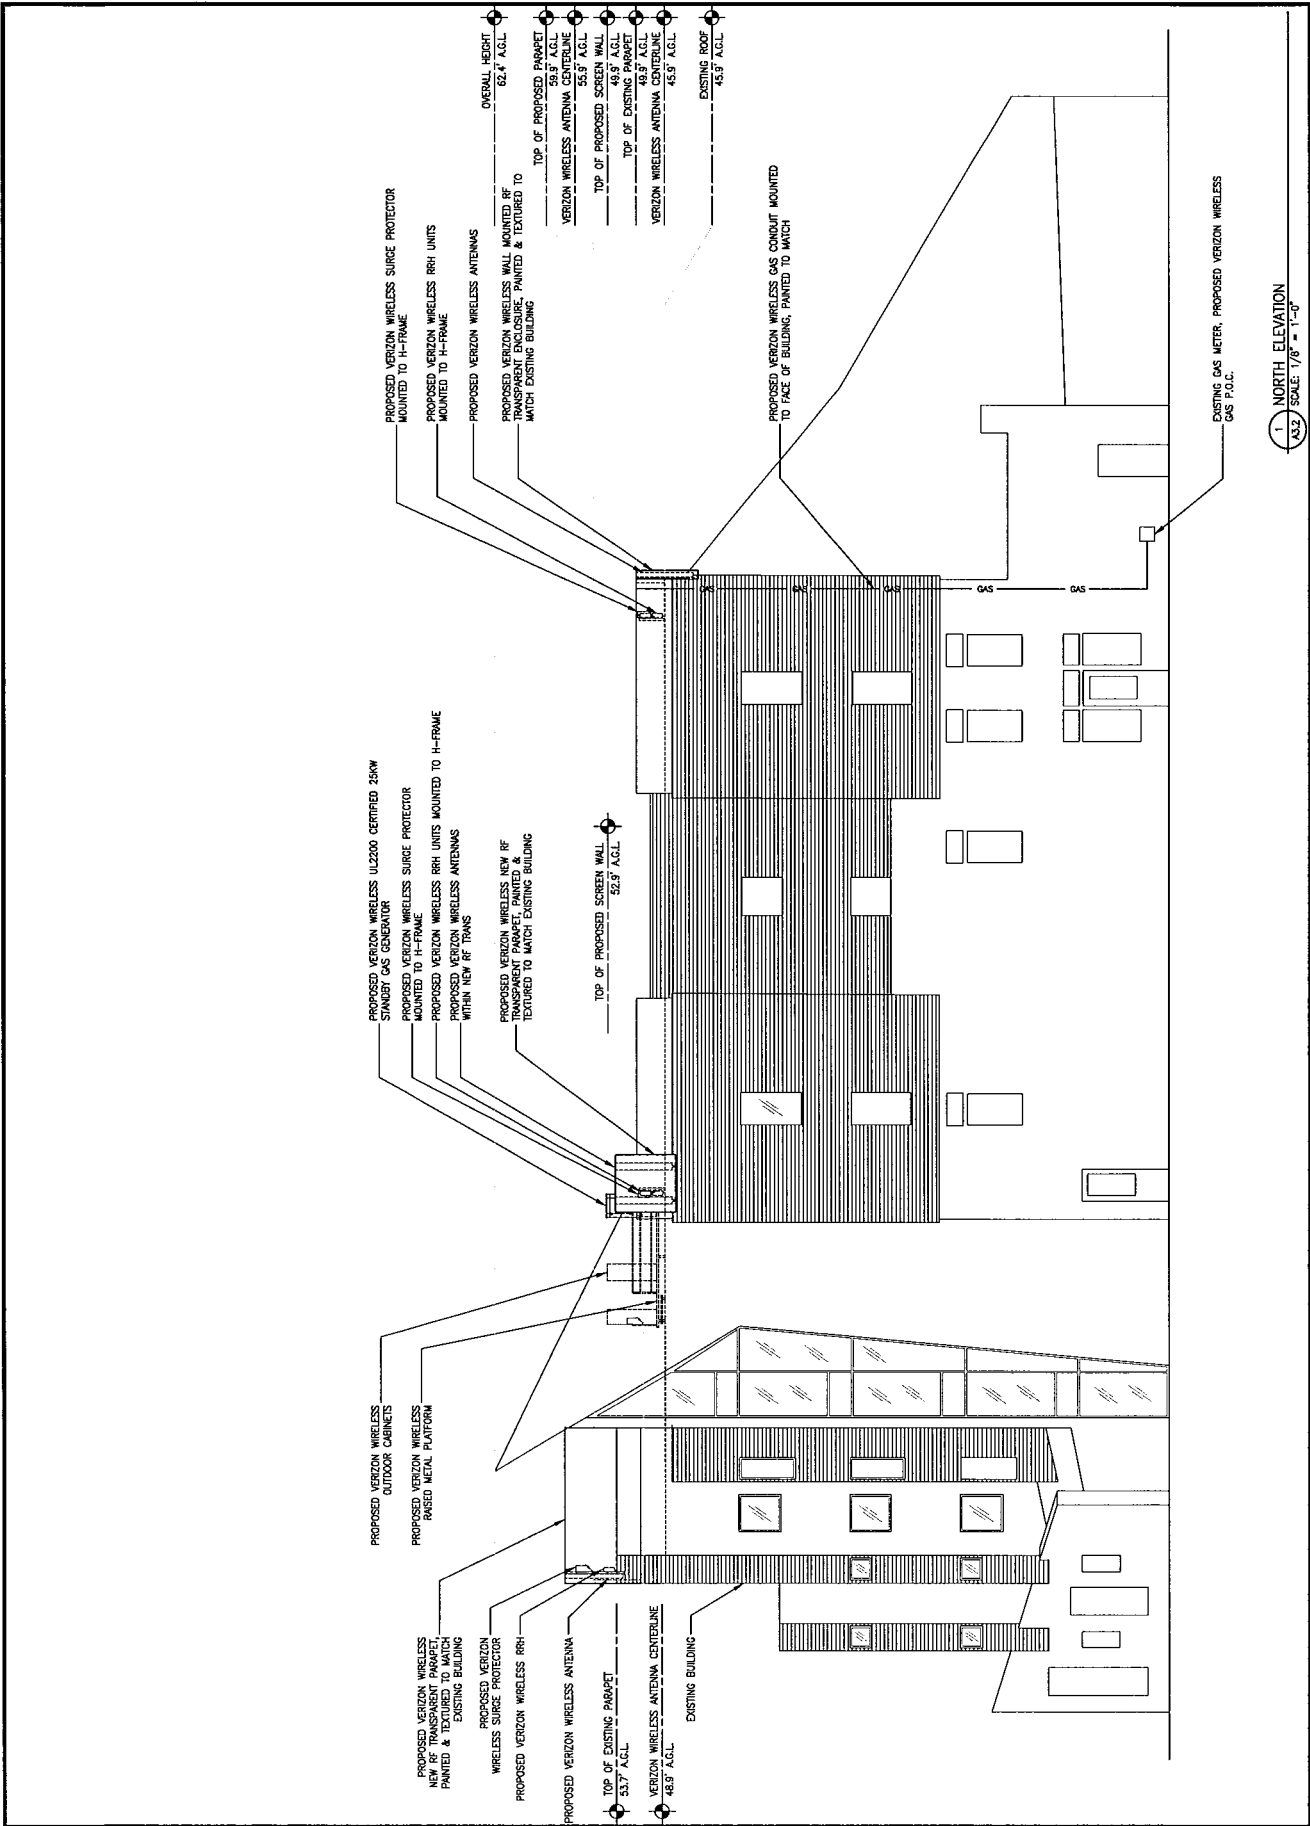 PROPOSED VERIZON WIRELESS
NEW RF TRANSPARENT PARAPET,
PAINTED & TEXTURED TO MATCH
EXISTING BUILDING
PROPOSED VERIZON
WIRELESS SURGE PROTECTOR
PROPOSED VERIZON WIRELESS RRH
PROPOSED VERIZON WIRELESS ANTENNA
TOP OF EXISTING PARAPET
53.7' A.G.L.
VERIZON WIRELESS ANTENNA CENTERLINE
48.9' A.G.L.
EXISTING BUILDING
PROPOSED VERIZON WIRELESS
OUTDOOR CABINETS
PROPOSED VERIZON WIRELESS
RAISED METAL PLATFORM
PROPOSED VERIZON WIRELESS UL2200 CERTIFIED 25KW
STANDBY GAS GENERATOR
PROPOSED VERIZON WIRELESS SURGE PROTECTOR
MOUNTED TO H-FRAME
PROPOSED VERIZON WIRELESS RRH UNITS MOUNTED TO H-FRAME
PROPOSED VERIZON WIRELESS ANTENNAS
WITHIN NEW RF TRANS
PROPOSED VERIZON WIRELESS NEW RF
TRANSPARENT PARAPET, PAINTED &
TEXTURED TO MATCH EXISTING BUILDING
TOP OF PROPOSED SCREEN WALL
52.9' A.G.L.
PROPOSED VERIZON WIRELESS SURGE PROTECTOR
MOUNTED TO H-FRAME
PROPOSED VERIZON WIRELESS RRH UNITS
MOUNTED TO H-FRAME
PROPOSED VERIZON WIRELESS ANTENNAS
PROPOSED VERIZON WIRELESS WALL MOUNTED RF
TRANSPARENT ENCLOSURE, PAINTED & TEXTURED TO
MATCH EXISTING BUILDING
OVERALL HEIGHT
62.4' A.G.L.
TOP OF PROPOSED PARAPET
59.9' A.G.L.
VERIZON WIRELESS ANTENNA CENTERLINE
55.9' A.G.L.
TOP OF PROPOSED SCREEN WALL
49.9' A.G.L.
TOP OF EXISTING PARAPET
49.9' A.G.L.
VERIZON WIRELESS ANTENNA CENTERLINE
45.9' A.G.L.
EXISTING ROOF
45.9' A.G.L.
PROPOSED VERIZON WIRELESS GAS CONDUIT MOUNTED
TO FACE OF BUILDING, PAINTED TO MATCH
GAS
GAS
GAS
GAS
GAS
EXISTING GAS METER, PROPOSED VERIZON WIRELESS
GAS P.O.C.
1
A3.2
NORTH ELEVATION
SCALE: 1/8" = 1'-0"